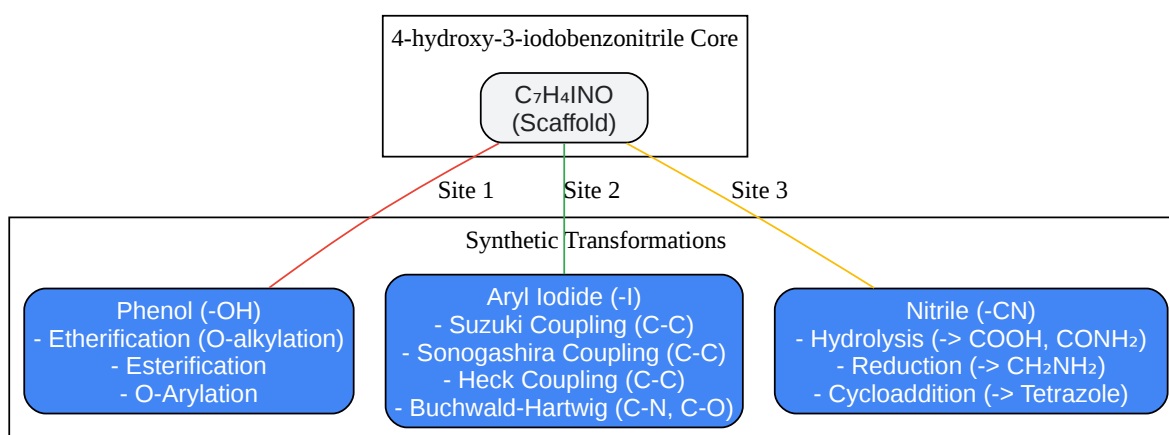 4-hydroxy-3-iodobenzonitrile Core
C₇H₄INO
(Scaffold)
Site 1
Site 2
Site 3
Synthetic Transformations
Phenol (-OH)
- Etherification (O-alkylation)
- Esterification
- O-Arylation
Aryl Iodide (-I)
- Suzuki Coupling (C-C)
- Sonogashira Coupling (C-C)
- Heck Coupling (C-C)
- Buchwald-Hartwig (C-N, C-O)
Nitrile (-CN)
- Hydrolysis (-> COOH, CONH₂)
- Reduction (-> CH₂NH₂)
- Cycloaddition (-> Tetrazole)